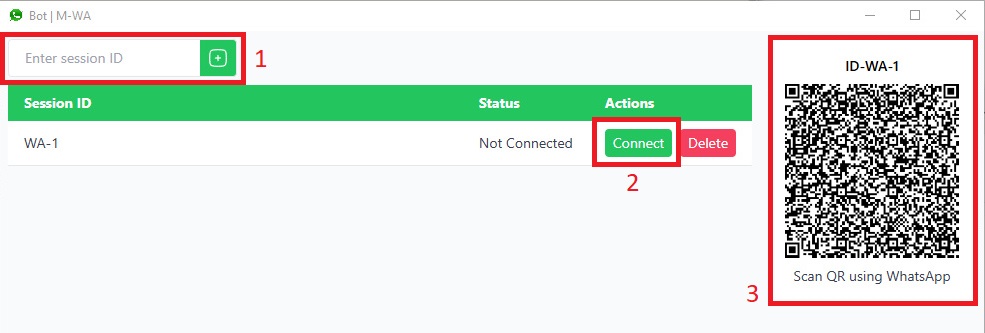 Bot | M-WA
Enter session ID
1
Session ID Status Actions
WA-1 Not Connected Connect Delete
2
ID-WA-1
Scan QR using WhatsApp
3